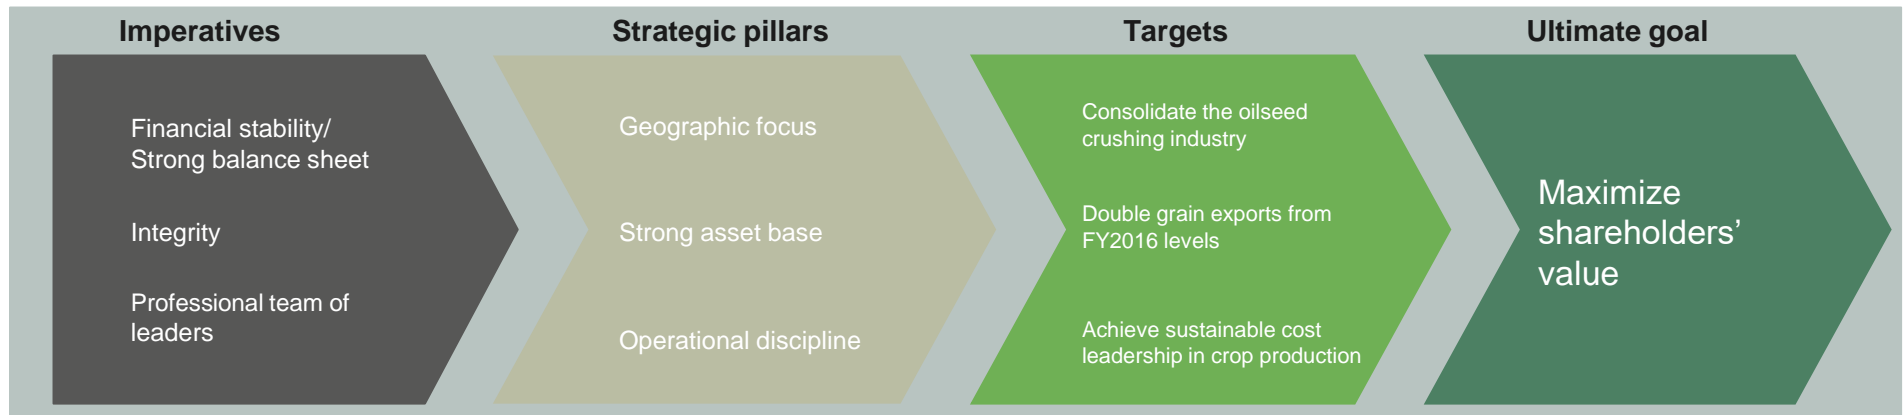 Imperatives
Strategic pillars
Targets
Ultimate goal
Financial stability/
Strong balance sheet
Integrity
Professional team of
leaders
Geographic focus
Strong asset base
Operational discipline
Consolidate the oilseed
crushing industry
Double grain exports from
FY2016 levels
Achieve sustainable cost
leadership in crop production
Maximize
shareholders’
value